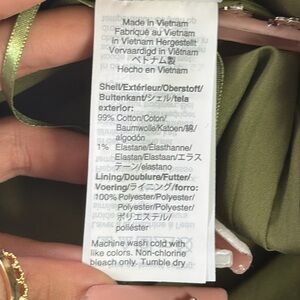 Made in Vietnam
Fabriqué au Vietnam
in Vietnam Hergestellt
Vervaardigd in Vietnam
ベトナム製
Hecho en Vietnam
Shell/Extérieur/Oberstoff/
Buitenkant/シェル/tela
exterior:
99% Cotton/Coton/
Baumwolle/Katoen/綿/
algodón
1% Elastane/Élasthanne/
Elastan/Elastaan/エラス
テーン/elastano
Lining/Doublure/Futter/
Voering/ライニング/forro:
100% Polyester/Polyester/
Polyester/Polyester/
ポリエステル/
poliéster
Machine wash cold with
like colors. Non-chlorine
bleach only. Tumble dry